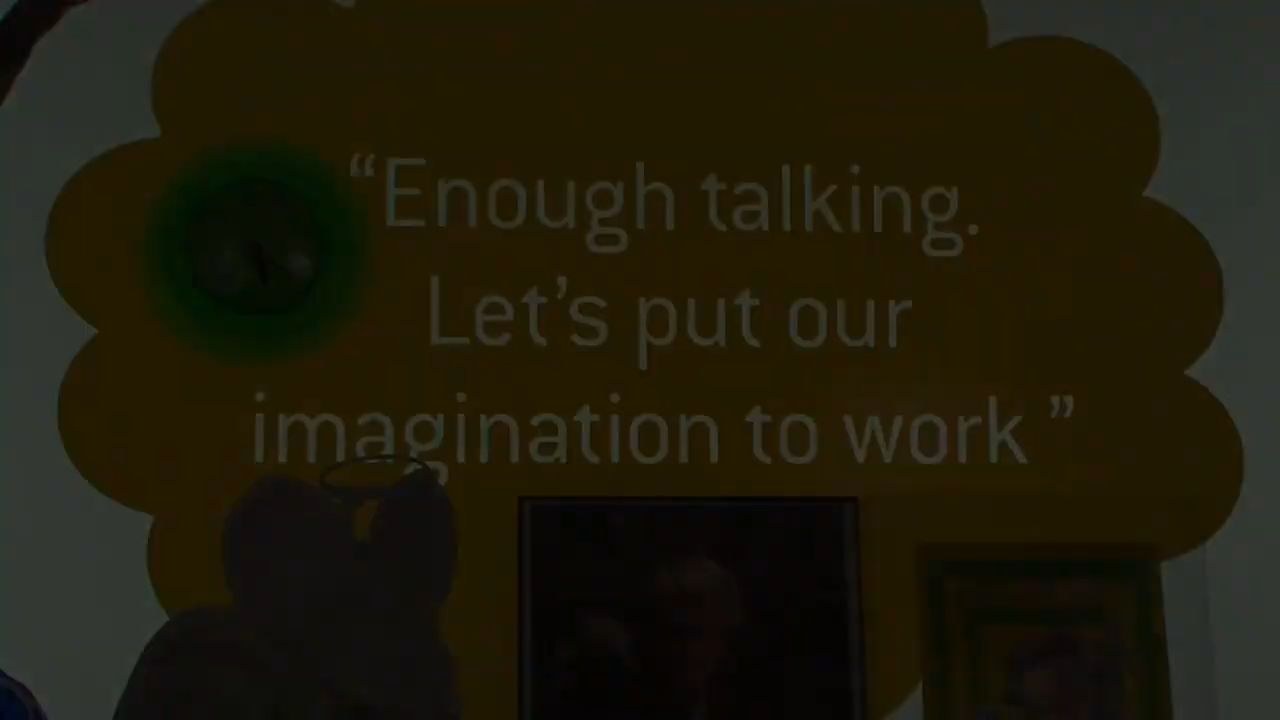 “Enough talking.
Let’s put our
imagination to work ”